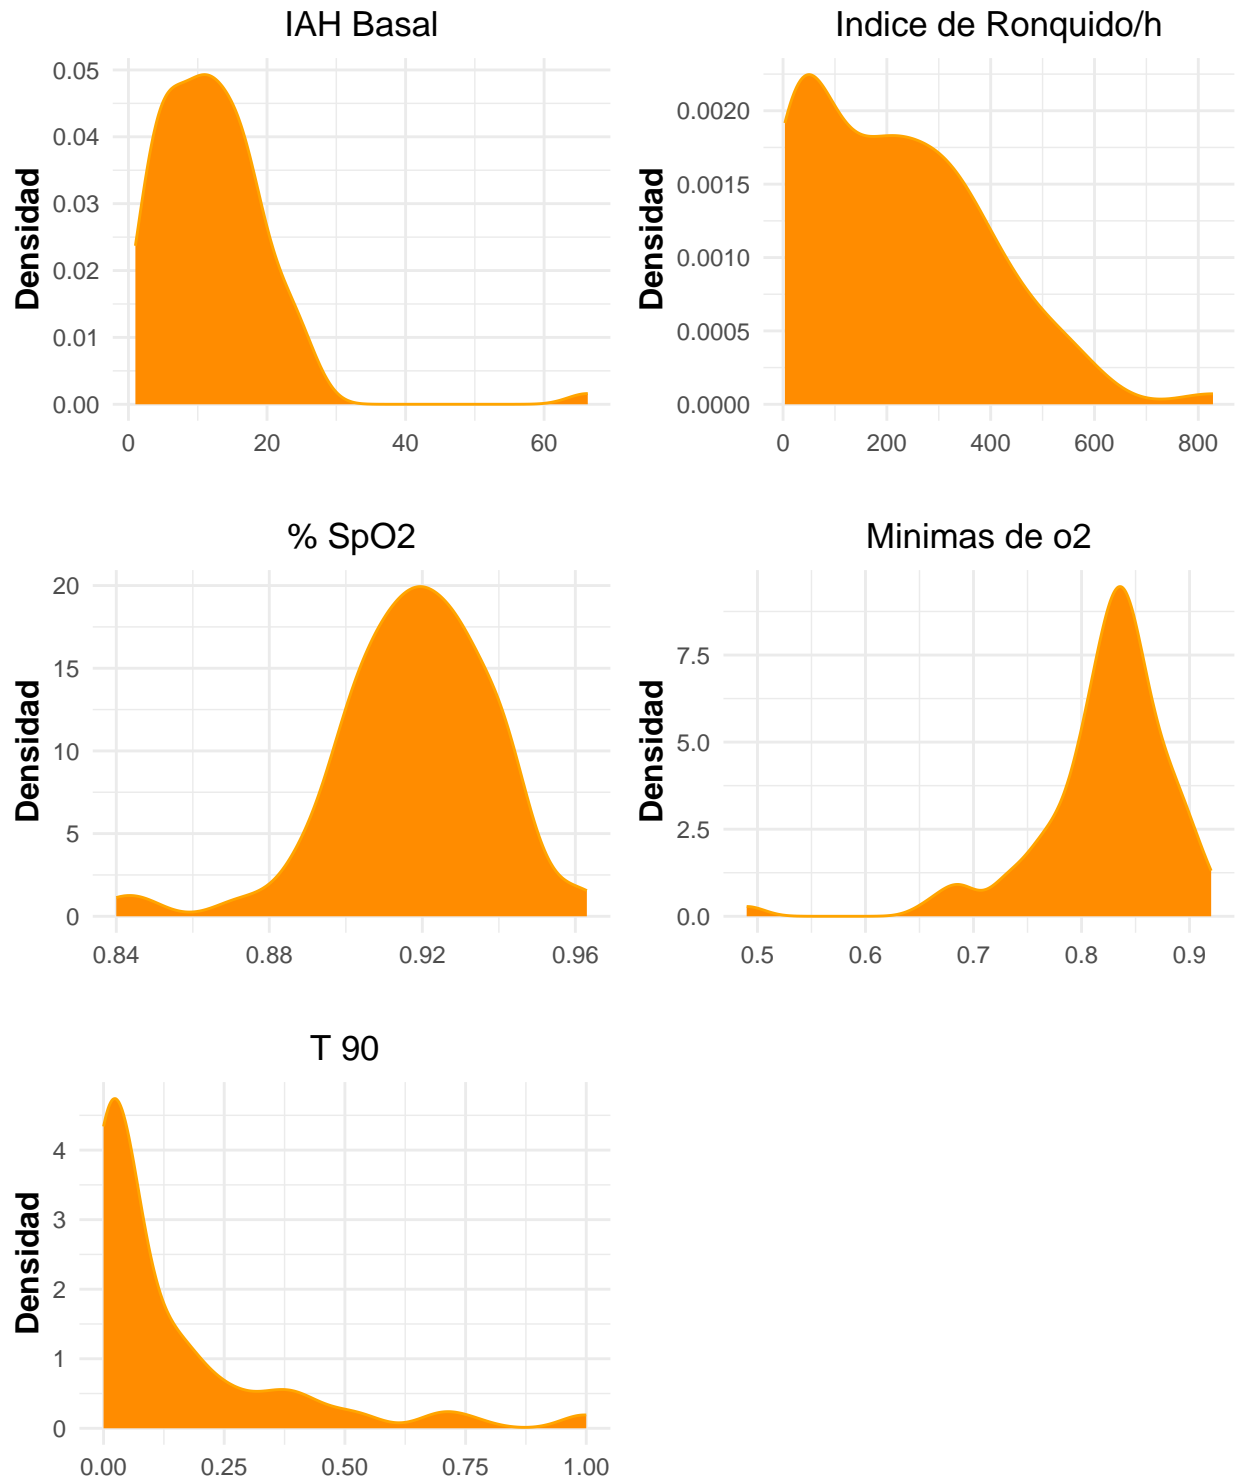 IAH Basal
Densidad
0.05
0.04
0.03
0.02
0.01
0.00
0 20 40 60
Indice de Ronquido/h
Densidad
0.0020
0.0015
0.0010
0.0005
0.0000
0 200 400 600 800
% SpO2
Densidad
20
15
10
5
0
0.84 0.88 0.92 0.96
Minimas de o2
Densidad
7.5
5.0
2.5
0.0
0.5 0.6 0.7 0.8 0.9
T 90
Densidad
4
3
2
1
0
0.00 0.25 0.50 0.75 1.00